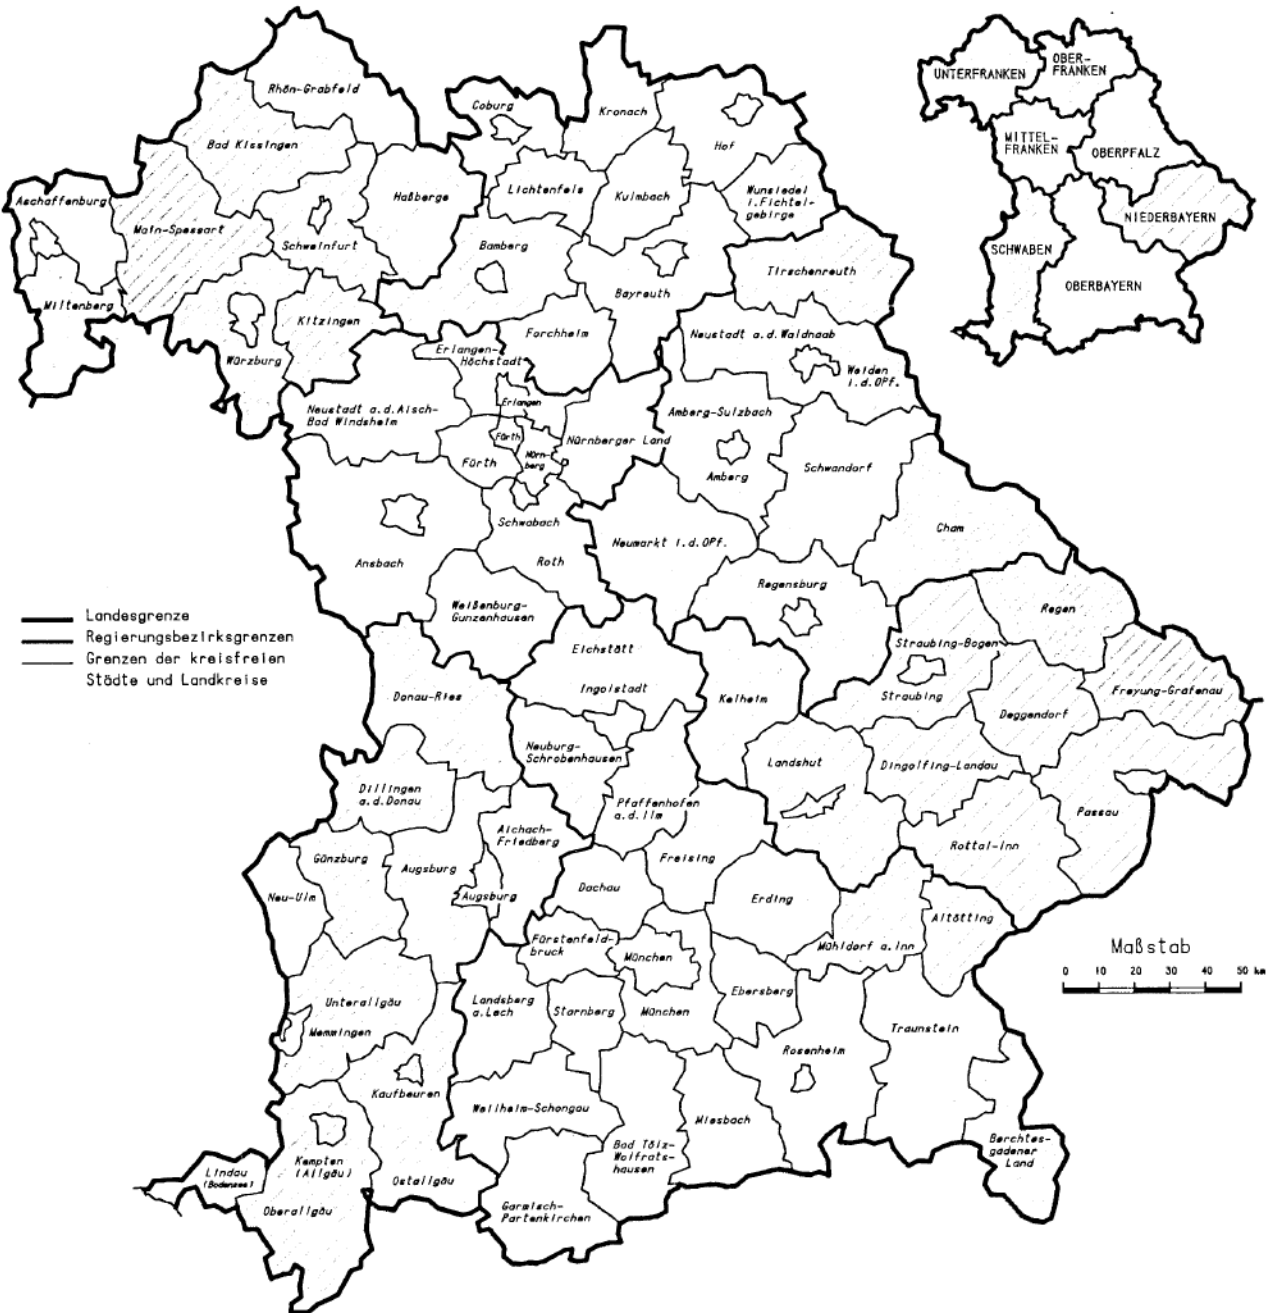 Rhön-Grabfeld
Bad Kissingen
Aschaffenburg
Main-Spessart
Schweinfurt
Haßberge
Miltenberg
Würzburg
Kitzingen
Coburg
Kronach
Hof
Lichtenfels
Kulmbach
Wunsiedel
i.Fichtel-
gebirge
Bamberg
Bayreuth
Forchheim
Tirschenreuth
Neustadt a.d.Waldnaab
Weiden
i.d.OPf.
Erlangen-
Höchstadt
Erlangen
Neustadt a.d.Aisch-
Bad Windsheim
Fürth
Fürth
Nürn-
berg
Nürnberger Land
Amberg-Sulzbach
Amberg
Schwandorf
Cham
Schwabach
Roth
Ansbach
Neumarkt i.d.OPf.
Regensburg
Weißenburg-
Gunzenhausen
Landesgrenze
Regierungsbezirksgrenzen
Grenzen der kreisfreien
Städte und Landkreise
Eichstätt
Ingolstadt
Kelheim
Straubing-Bogen
Straubing
Regen
Freyung-Grafenau
Deggendorf
Donau-Ries
Neuburg-
Schrobenhausen
Landshut
Dingolfing-Landau
Passau
Rottal-Inn
Dillingen
a.d.Donau
Pfaffenhofen
a.d.Ilm
Aichach-
Friedberg
Günzburg
Augsburg
Augsburg
Neu-Ulm
Dachau
Freising
Erding
Mühldorf a.Inn
Altötting
Fürstenfeld-
bruck
München
München
Ebersberg
Landsberg
a.Lech
Starnberg
Unterallgäu
Memmingen
Kaufbeuren
Traunstein
Rosenheim
Weilheim-Schongau
Miesbach
Bad Tölz-
Wolfrats-
hausen
Berchtes-
gadener
Land
Lindau
(Bodensee)
Kempten
(Allgäu)
Oberallgäu
Ostallgäu
Garmisch-
Partenkirchen
UNTERFRANKEN
OBER-
FRANKEN
MITTEL-
FRANKEN
OBERPFALZ
NIEDERBAYERN
SCHWABEN
OBERBAYERN
Maßstab
0 10 20 30 40 50 km